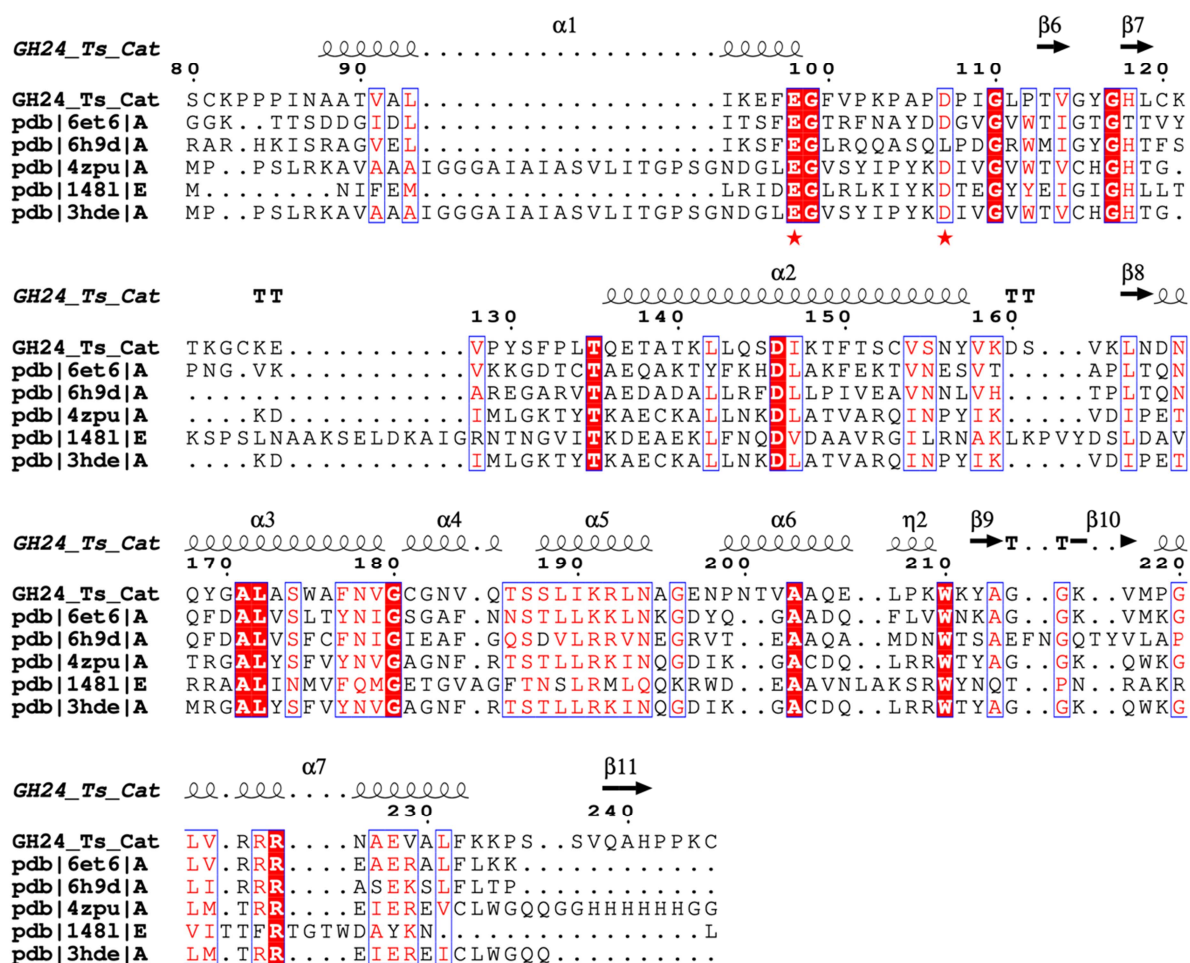 α1 β6 β7
GH24_Ts_Cat
80 90 100 110 120
GH24_Ts_Cat SCKPPPINAATVAL..................IKEFEGFVPKPAPDPIGLPTVGYGHLCK
pdb|6et6|A GGK..TTSDDGIDL..................ITSFEGTRFNAYDDGVGVWTIGTGTTVY
pdb|6h9d|A RAR.HKISRAGVEL..................IKSFEGLRQQASQLPDGRWMIGYGHTFS
pdb|4zpu|A MP..PSLRKAVAAAIGGGAIAIASVLITGPSGNDGLEGVSYIPYKDIVGVWTVCHGHTG.
pdb|148l|E M.........NIFEM..................LRIDEGLRLKIYKDTEGYYEIGIGHLLT
pdb|3hde|A MP..PSLRKAVAAAIGGGAIAIASVLITGPSGNDGLEGVSYIPYKDIVGVWTVCHGHTG.
α2 β8
GH24_Ts_Cat TT TT
130 140 150 160
GH24_Ts_Cat TKGCKE...........VPYSFPLTQETATKLLQSDIKTFTSCVSNYVKDS...VKLNDN
pdb|6et6|A PNG.VK...........VKKGDTCTAEQAKTYFKHDLAKFEKTVNESVT.....APLTQN
pdb|6h9d|A .................AREGARVTAEDADALLRFDLLPIVEAVNNLVH.....TPLTQN
pdb|4zpu|A ....KD...........IMLGKTYTKAECKALLNKDLATVARQINPYIK.....VDIPET
pdb|148l|E KSPSLNAAKSELDKAIGRNTNGVITKDEAEKLFNQDVDAAVRGILRNAKLKPVYDSLDAV
pdb|3hde|A ....KD...........IMLGKTYTKAECKALLNKDLATVARQINPYIK.....VDIPET
α3 α4 α5 α6 η2 β9 β10
GH24_Ts_Cat T..T
170 180 190 200 210 220
GH24_Ts_Cat QYGALASWAFNVGCGNV.QTSSLIKRLNAGENPNTVAAQE..LPKWKYAG..GK..VMPG
pdb|6et6|A QFDALVSLTYNIGSGAF.NNSTLLKKLNKGDYQ..GAADQ..FLVWNKAG..GK..VMKG
pdb|6h9d|A QFDALVSFCFNIGIEAF.GQSDVLRRVNEGRVT..EAAQA..MDNWTSAEFNGQTYVLAP
pdb|4zpu|A TRGALYSFVYNVGAGNF.RTSTLLRKINQGDIK..GACDQ..LRRWTYAG..GK..QWKG
pdb|148l|E RRAALINMVFQMGETGVAGFTNSLRMLQQKRWD..EAAVNLAKSRWYNQT..PN..RAKR
pdb|3hde|A MRGALYSFVYNVGAGNF.RTSTLLRKINQGDIK..GACDQ..LRRWTYAG..GK..QWKG
α7 β11
GH24_Ts_Cat
230 240
GH24_Ts_Cat LV.RRR....NAEVALFKKPS..SVQAHPPKC
pdb|6et6|A LV.RRR....EAERALFLKK............
pdb|6h9d|A LI.RRR....ASEKSLFLTP............
pdb|4zpu|A LM.TRR....EIEREVCLWGQQGGHHHHHHGG
pdb|148l|E VITTFRTGTWDAYKN................L
pdb|3hde|A LM.TRR....EIEREICLWGQQ..........